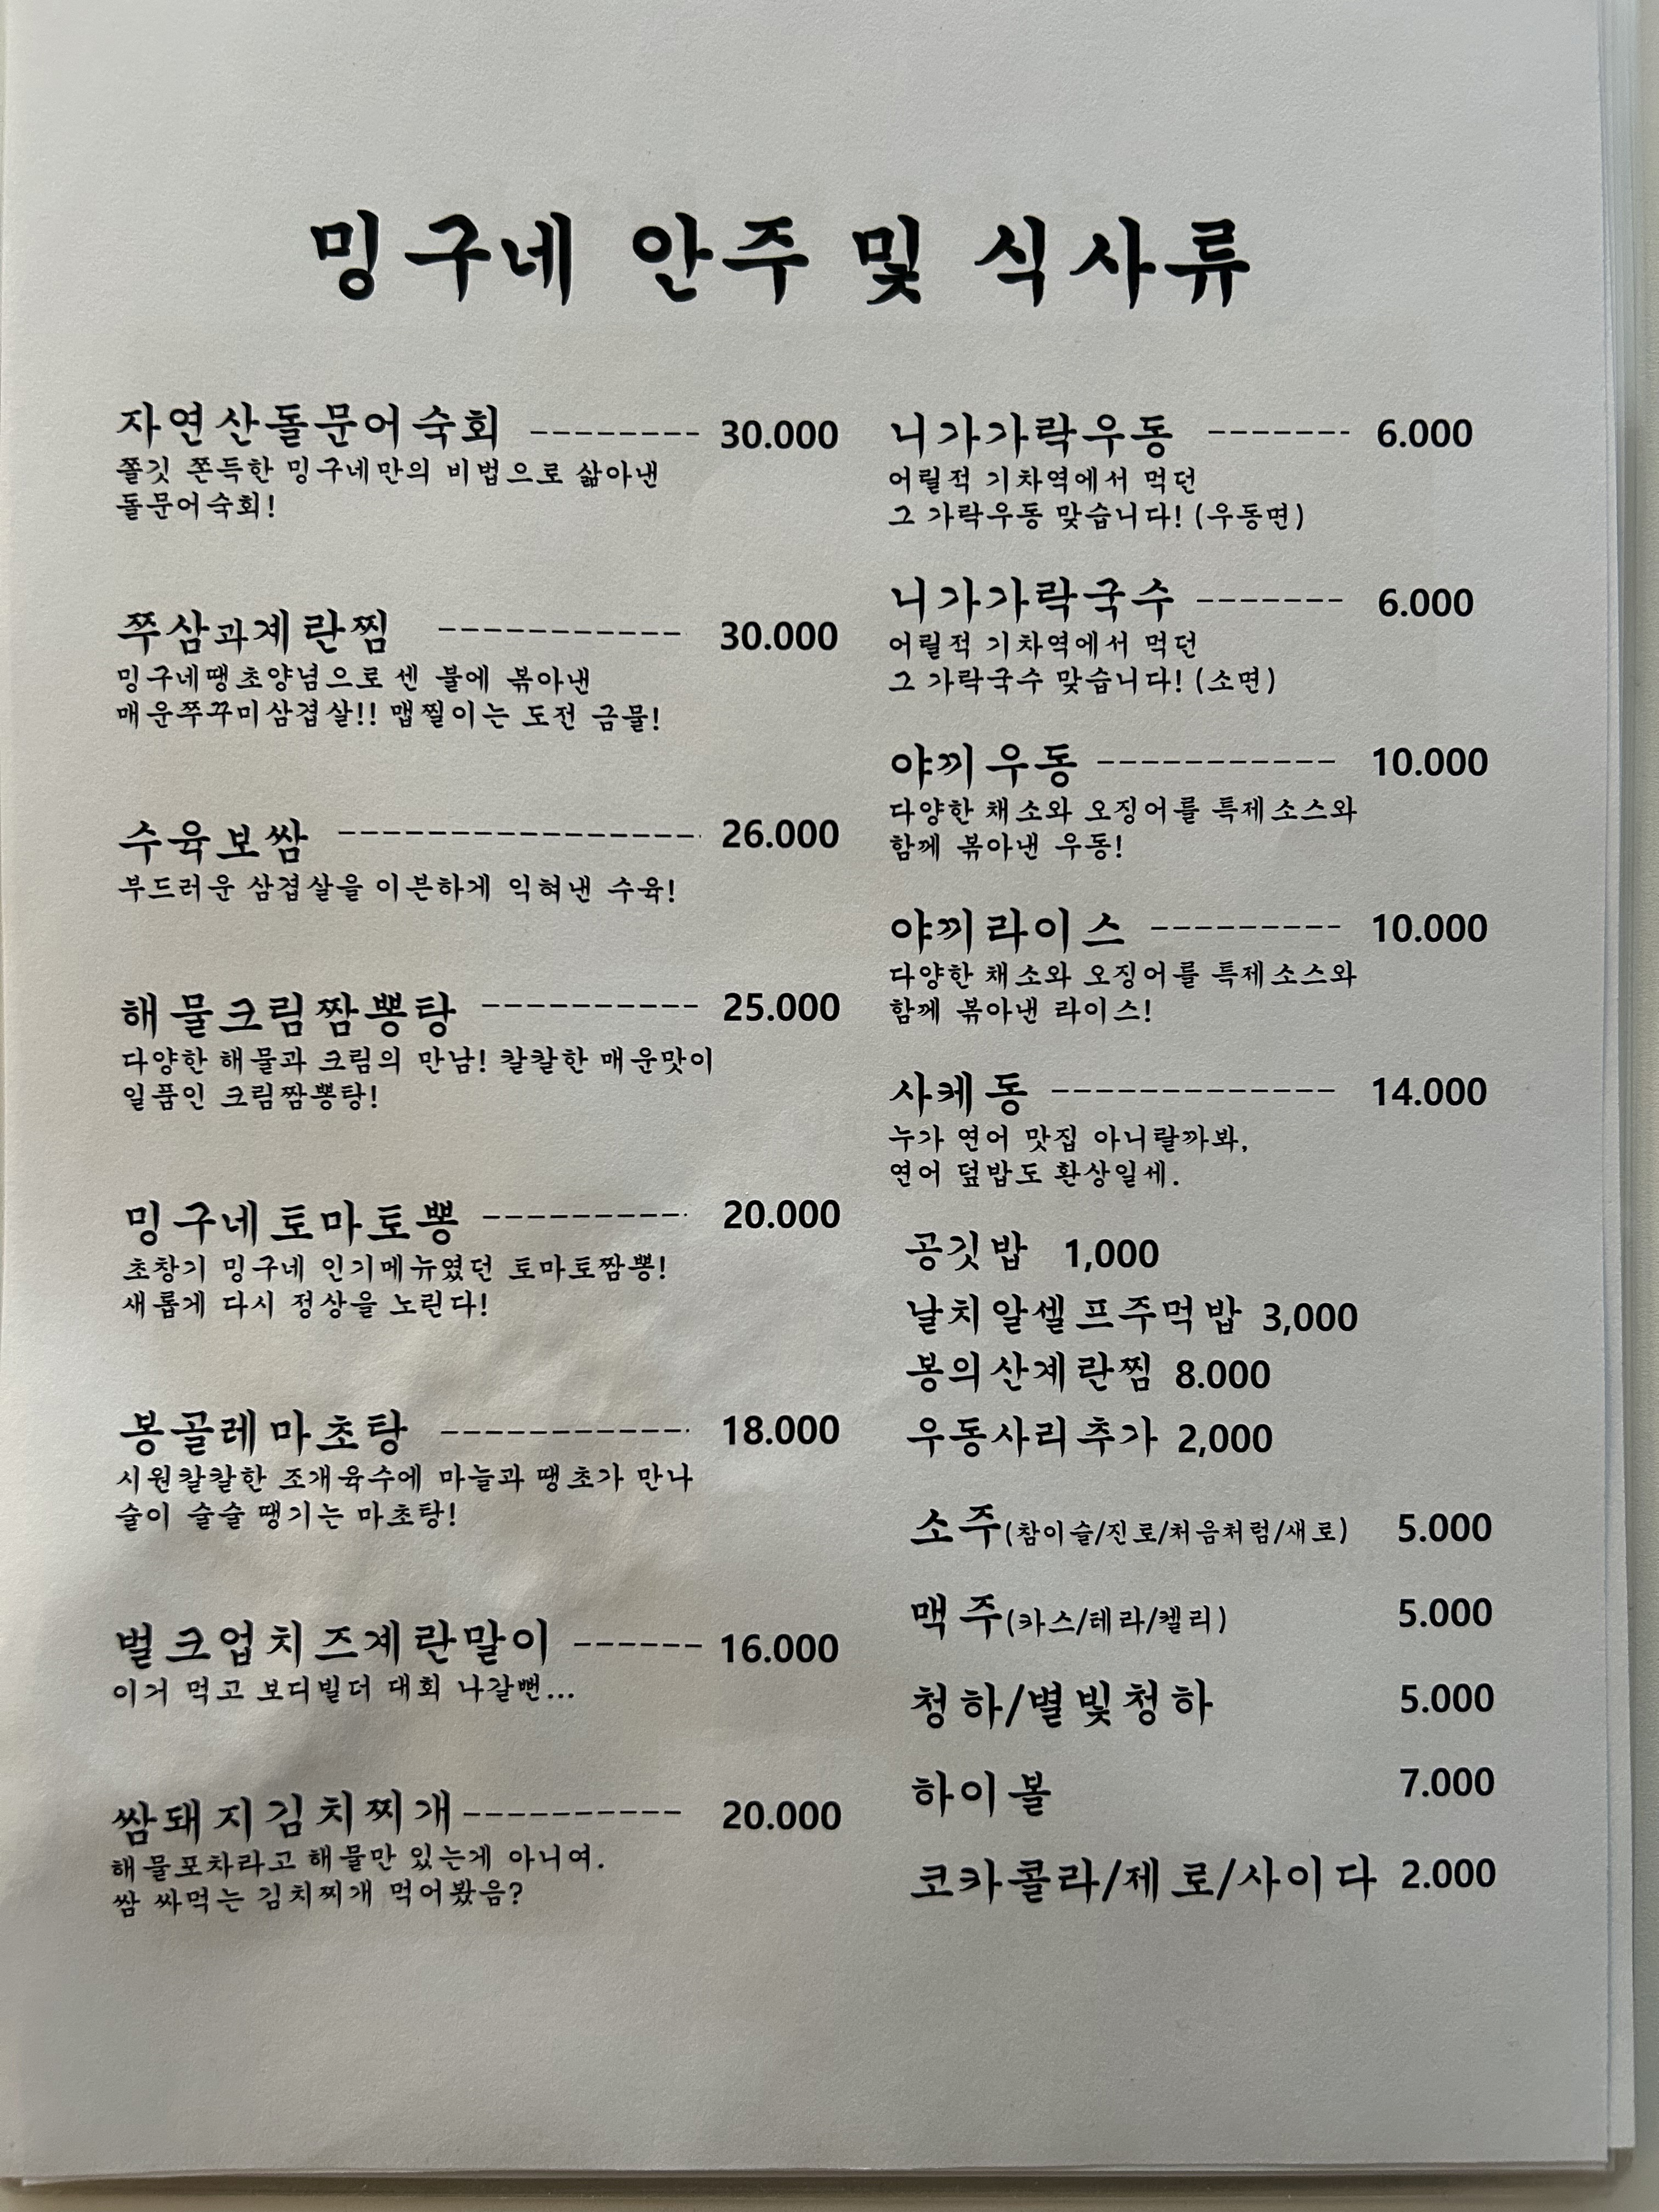 밍구네 안주 및 식사류
자연산돌문어숙회 -------- 30.000
쫄깃 쫀득한 밍구네만의 비법으로 삶아낸
돌문어숙회!
쭈삼과계란찜 ------------ 30.000
밍구네땡초양념으로 센 불에 볶아낸
매운쭈꾸미삼겹살!! 맵찔이는 도전 금물!
수육보쌈 ----------------- 26.000
부드러운 삼겹살을 이븐하게 익혀낸 수육!
해물크림짬뽕탕 ---------- 25.000
다양한 해물과 크림의 만남! 칼칼한 매운맛이
일품인 크림짬뽕탕!
밍구네토마토뽕 ---------- 20.000
초창기 밍구네 인기메뉴였던 토마토짬뽕!
새롭게 다시 정상을 노린다!
봉골레마초탕 ------------ 18.000
시원칼칼한 조개육수에 마늘과 땡초가 만나
술이 술술 땡기는 마초탕!
벌크업치즈계란말이 ------ 16.000
이거 먹고 보디빌더 대회 나갈뻔...
쌈돼지김치찌개---------- 20.000
해물포차라고 해물만 있는게 아니여.
쌈 싸먹는 김치찌개 먹어봤음?
니가가락우동 ------- 6.000
어릴적 기차역에서 먹던
그 가락우동 맞습니다! (우동면)
니가가락국수 ------- 6.000
어릴적 기차역에서 먹던
그 가락국수 맞습니다! (소면)
야끼우동 ----------- 10.000
다양한 채소와 오징어를 특제소스와
함께 볶아낸 우동!
야끼라이스 --------- 10.000
다양한 채소와 오징어를 특제소스와
함께 볶아낸 라이스!
사케동 ------------- 14.000
누가 연어 맛집 아니랄까봐,
연어 덮밥도 환상일세.
공깃밥 1,000
날치알셀프주먹밥 3,000
봉의산계란찜 8.000
우동사리추가 2,000
소주(참이슬/진로/처음처럼/새로) 5.000
맥주(카스/테라/켈리) 5.000
청하/별빛청하 5.000
하이볼 7.000
코카콜라/제로/사이다 2.000